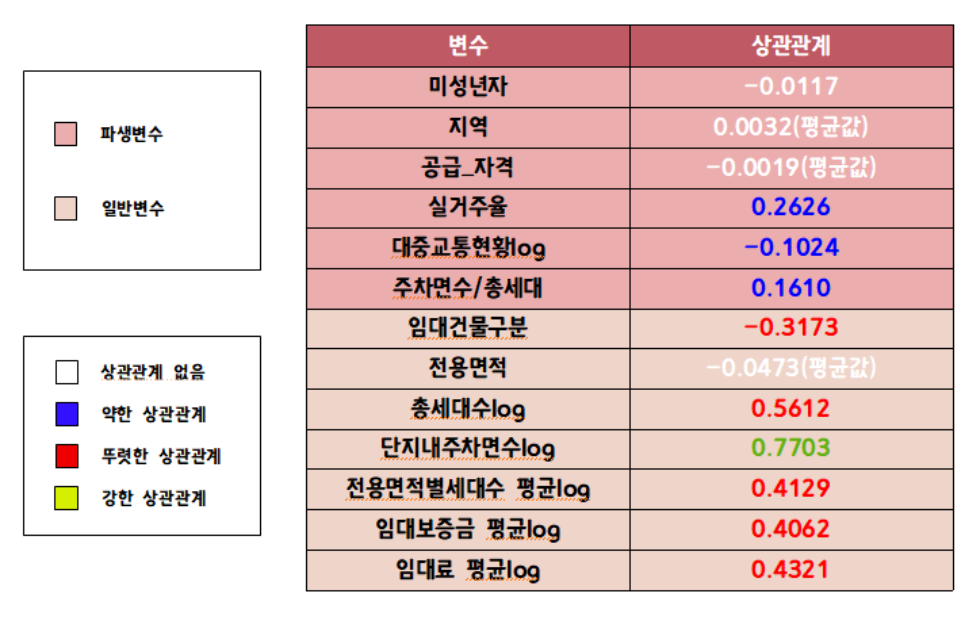 파생변수
일반변수
상관관계 없음
약한 상관관계
뚜렷한 상관관계
강한 상관관계
변수 상관관계
미성년자 -0.0117
지역 0.0032(평균값)
공급_자격 -0.0019(평균값)
실거주율 0.2626
대중교통현황log -0.1024
주차면수/총세대 0.1610
임대건물구분 -0.3173
전용면적 -0.0473(평균값)
총세대수log 0.5612
단지내주차면수log 0.7703
전용면적별세대수 평균log 0.4129
임대보증금 평균log 0.4062
임대료 평균log 0.4321